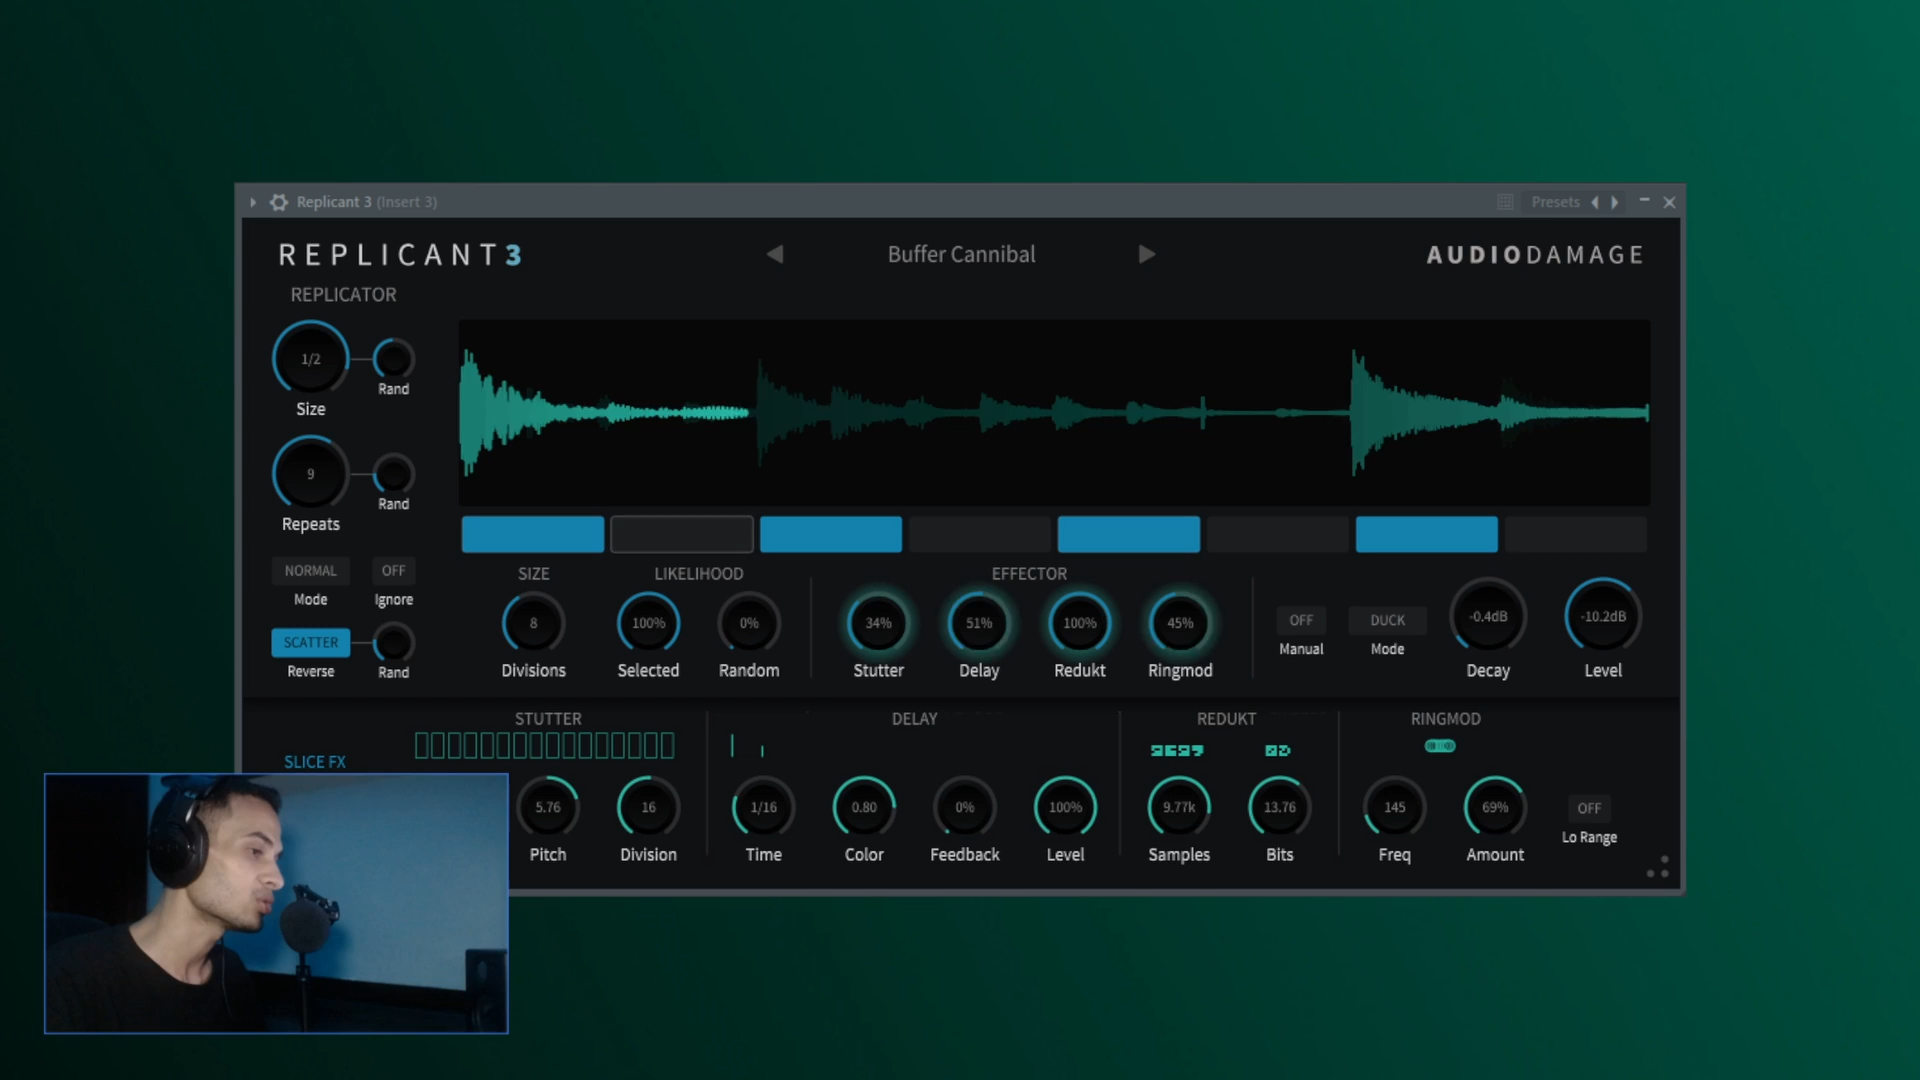 Replicant 3 (Insert 3)
Presets
REPLICANT3
Buffer Cannibal
AUDIODAMAGE
REPLICATOR
1/2
Rand
Size
9
Rand
Repeats
NORMAL
OFF
Mode
Ignore
SCATTER
Reverse
Rand
SIZE
LIKELIHOOD
EFFECTOR
8
100%
0%
34%
51%
100%
45%
OFF
DUCK
-0.4dB
-10.2dB
Manual
Mode
Divisions
Selected
Random
Stutter
Delay
Redukt
Ringmod
Decay
Level
STUTTER
DELAY
REDUKT
RINGMOD
SLICE FX
5.76
16
1/16
0.80
0%
100%
9.77k
13.76
145
69%
OFF
Lo Range
Pitch
Division
Time
Color
Feedback
Level
Samples
Bits
Freq
Amount